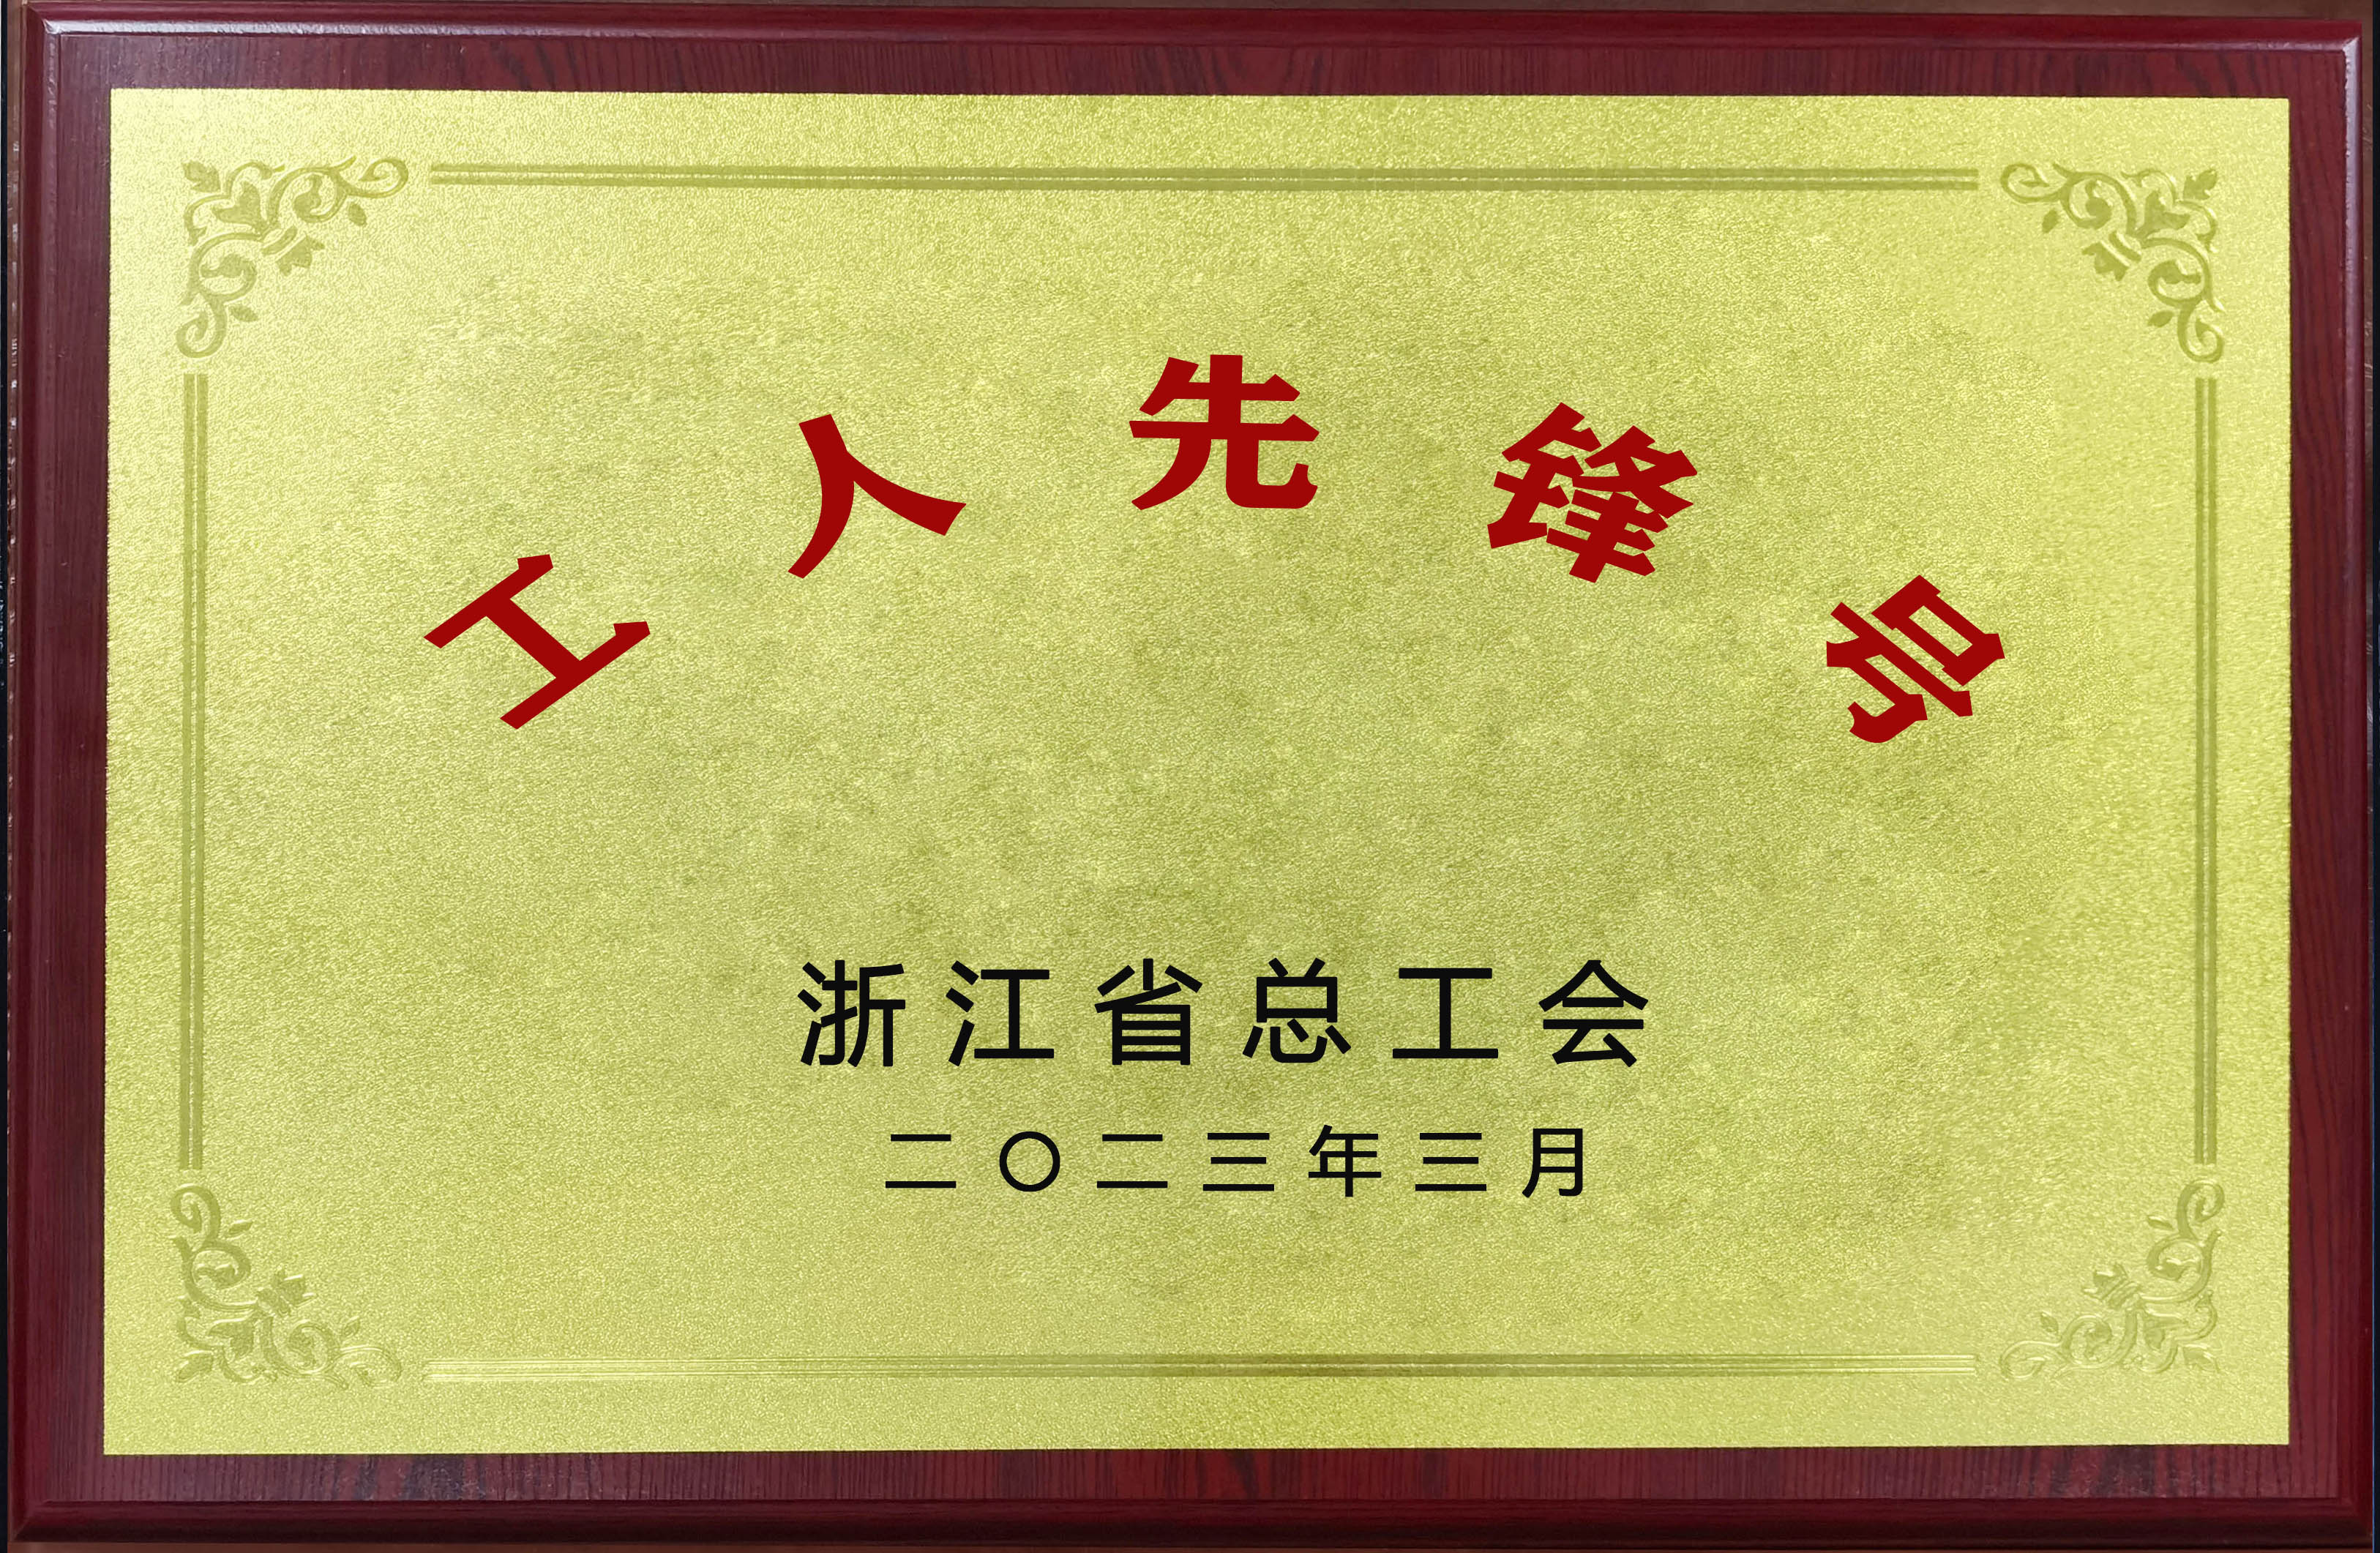 工人先锋号
浙江省总工会
二〇二三年三月